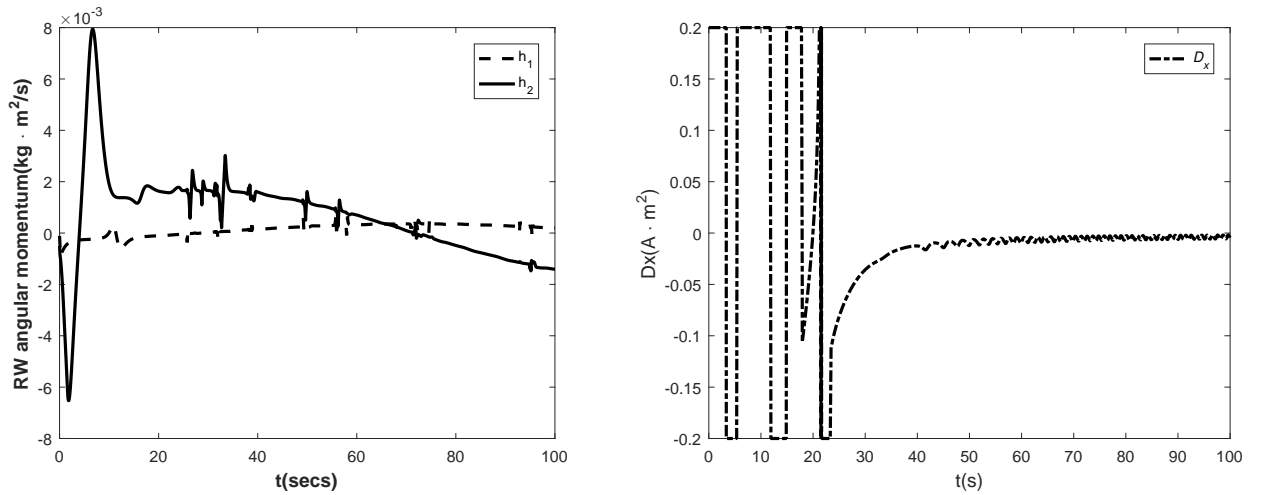 ×10⁻³
8
6
4
2
0
-2
-4
-6
-8
RW angular momentum(kg · m²/s)
h₁
h₂
0 20 40 60 80 100
t(secs)
0.2
0.15
0.1
0.05
0
-0.05
-0.1
-0.15
-0.2
Dx(A · m²)
Dₓ
0 10 20 30 40 50 60 70 80 90 100
t(s)